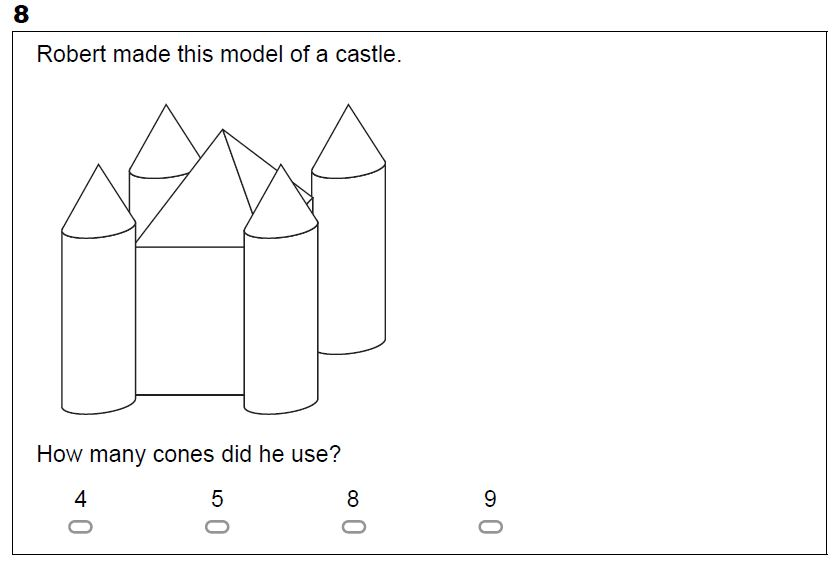 8
Robert made this model of a castle.
How many cones did he use?
4 5 8 9